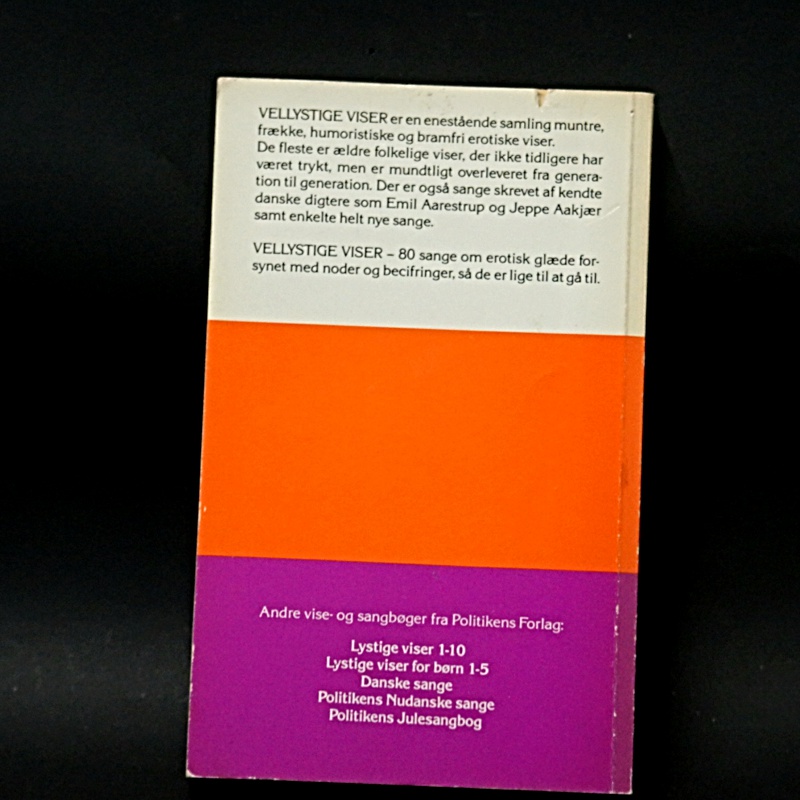 VELLYSTIGE VISER er en enestående samling muntre,
frække, humoristiske og bramfri erotiske viser.
De fleste er ældre folkelige viser, der ikke tidligere har
været trykt, men er mundtligt overleveret fra genera-
tion til generation. Der er også sange skrevet af kendte
danske digtere som Emil Aarestrup og Jeppe Aakjær
samt enkelte helt nye sange.
VELLYSTIGE VISER – 80 sange om erotisk glæde for-
synet med noder og becifringer, så de er lige til at gå til.
Andre vise- og sangbøger fra Politikens Forlag:
Lystige viser 1-10
Lystige viser for børn 1-5
Danske sange
Politikens Nudanske sange
Politikens Julesangbog